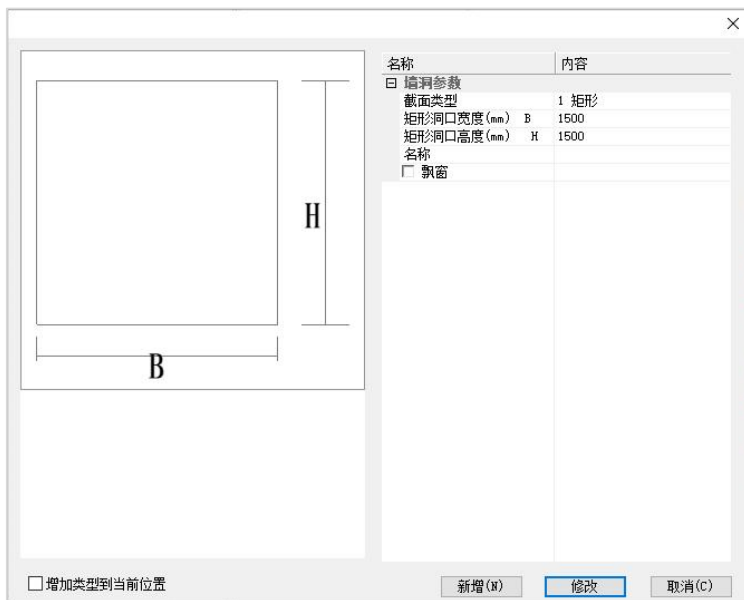 名称 内容
墙洞参数
截面类型 1 矩形
矩形洞口宽度(mm) B 1500
矩形洞口高度(mm) H 1500
名称
飘窗
H
B
增加类型到当前位置 新增(N) 修改 取消(C)